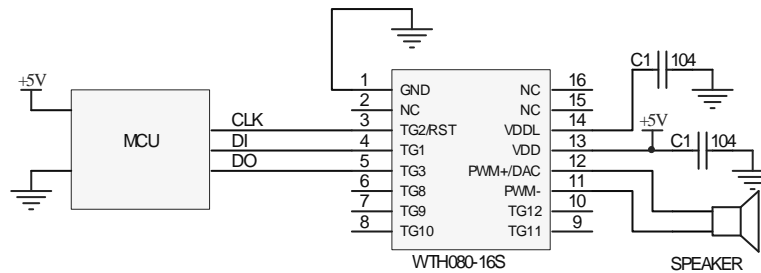 C1 104
+5V
1 GND NC 16
2 NC NC 15
CLK 3 TG2/RST VDDL 14 +5V
MCU DI 4 TG1 VDD 13 C1 104
DO 5 TG3 PWM+/DAC 12
6 TG8 PWM- 11
7 TG9 TG12 10
8 TG10 TG11 9
WTH080-16S SPEAKER